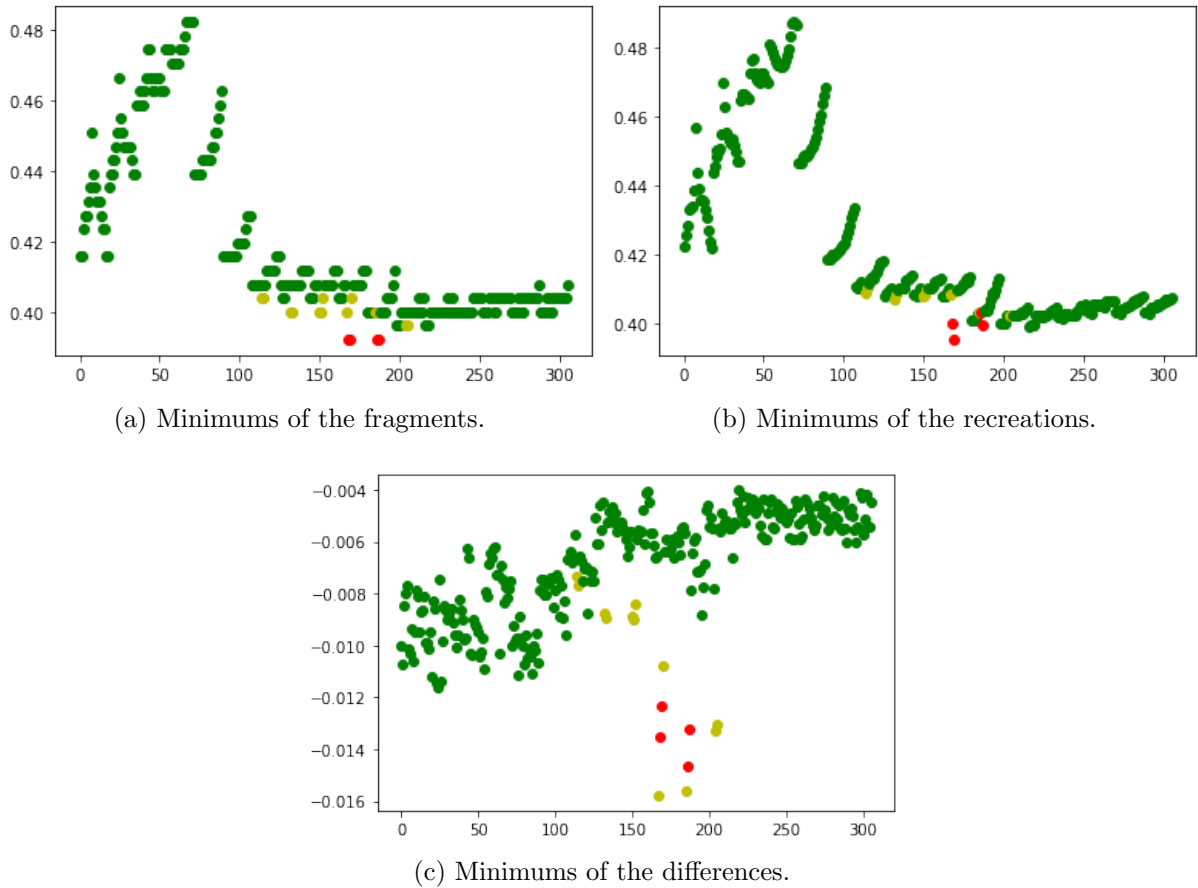 0.48
0.46
0.44
0.42
0.40
0 50 100 150 200 250 300
(a) Minimums of the fragments.
0.48
0.46
0.44
0.42
0.40
0 50 100 150 200 250 300
(b) Minimums of the recreations.
−0.004
−0.006
−0.008
−0.010
−0.012
−0.014
−0.016
0 50 100 150 200 250 300
(c) Minimums of the differences.